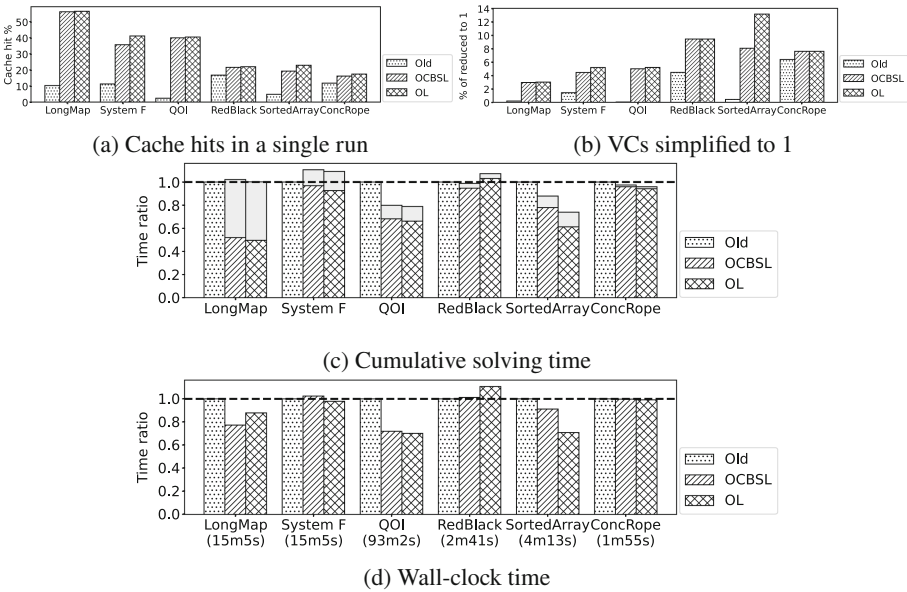 Cache hit %
50
40
30
20
10
0
LongMap System F QOI RedBlack SortedArray ConcRope
Old
OCBSL
OL
(a) Cache hits in a single run
% of reduced to 1
14
12
10
8
6
4
2
0
LongMap System F QOI RedBlack SortedArray ConcRope
Old
OCBSL
OL
(b) VCs simplified to 1
Time ratio
1.0
0.8
0.6
0.4
0.2
0.0
LongMap System F QOI RedBlack SortedArray ConcRope
Old
OCBSL
OL
(c) Cumulative solving time
Time ratio
1.0
0.8
0.6
0.4
0.2
0.0
LongMap System F QOI RedBlack SortedArray ConcRope
(15m5s) (15m5s) (93m2s) (2m41s) (4m13s) (1m55s)
Old
OCBSL
OL
(d) Wall-clock time